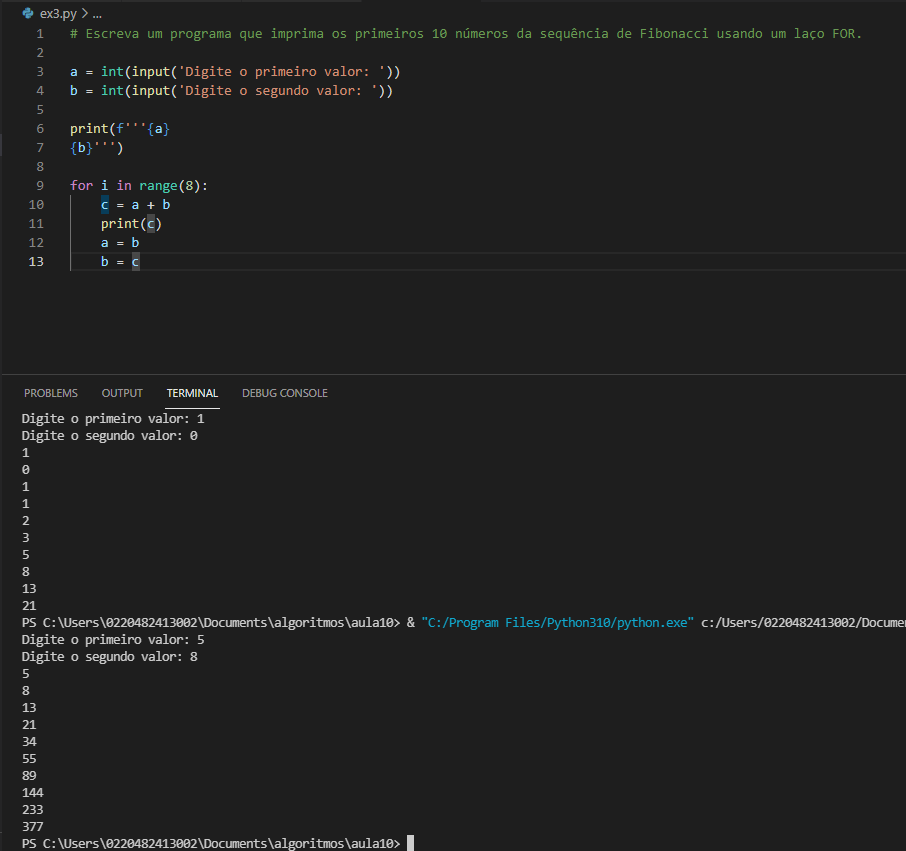 ex3.py > ...
1 # Escreva um programa que imprima os primeiros 10 números da sequência de Fibonacci usando um laço FOR.
2
3 a = int(input('Digite o primeiro valor: '))
4 b = int(input('Digite o segundo valor: '))
5
6 print(f'''{a}
7 {b}''')
8
9 for i in range(8):
10     c = a + b
11     print(c)
12     a = b
13     b = c
PROBLEMS OUTPUT TERMINAL DEBUG CONSOLE
Digite o primeiro valor: 1
Digite o segundo valor: 0
1
0
1
1
2
3
5
8
13
21
PS C:\Users\0220482413002\Documents\algoritmos\aula10> & "C:/Program Files/Python310/python.exe" c:/Users/0220482413002/Docume
Digite o primeiro valor: 5
Digite o segundo valor: 8
5
8
13
21
34
55
89
144
233
377
PS C:\Users\0220482413002\Documents\algoritmos\aula10>